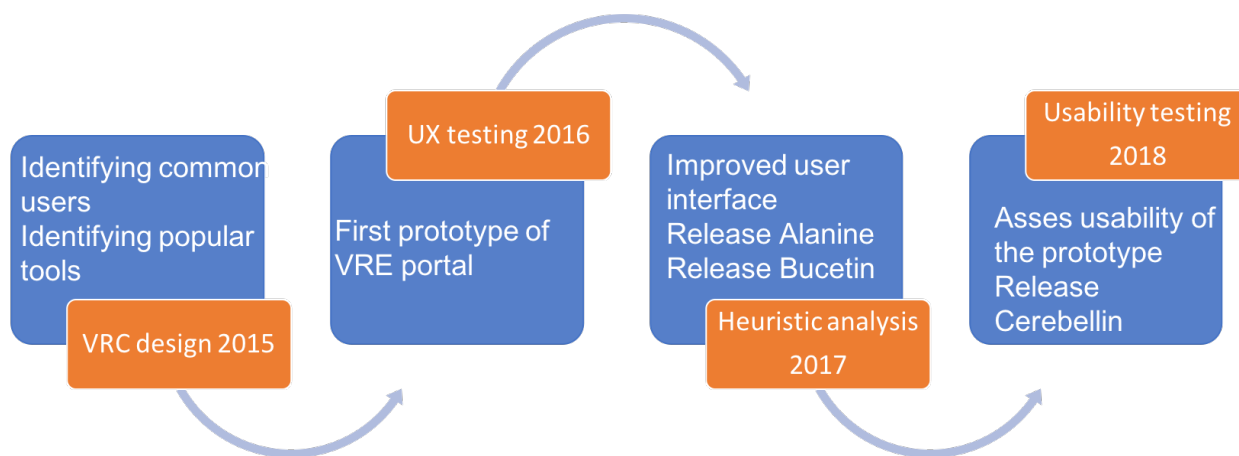 Identifying common
users
Identifying popular
tools
VRC design 2015
UX testing 2016
First prototype of
VRE portal
Improved user
interface
Release Alanine
Release Bucetin
Heuristic analysis
2017
Usability testing
2018
Asses usability of
the prototype
Release
Cerebellin